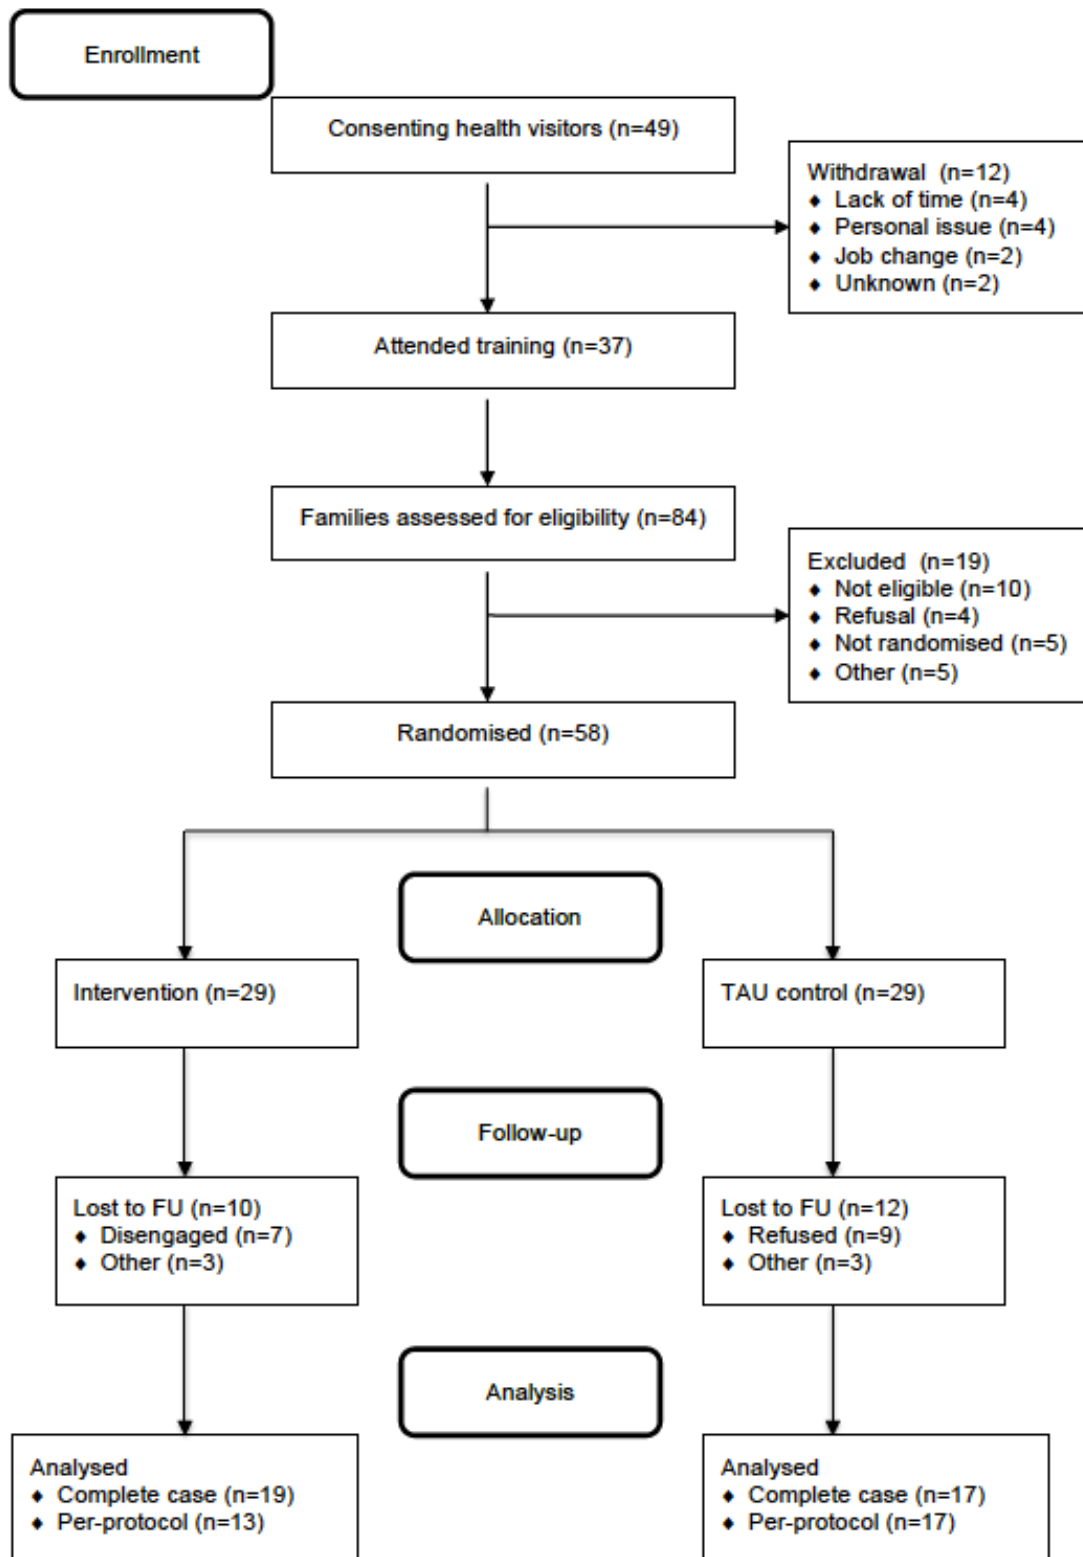 Enrollment
Consenting health visitors (n=49)
Withdrawal (n=12)
♦ Lack of time (n=4)
♦ Personal issue (n=4)
♦ Job change (n=2)
♦ Unknown (n=2)
Attended training (n=37)
Families assessed for eligibility (n=84)
Excluded (n=19)
♦ Not eligible (n=10)
♦ Refusal (n=4)
♦ Not randomised (n=5)
♦ Other (n=5)
Randomised (n=58)
Allocation
Intervention (n=29)
TAU control (n=29)
Follow-up
Lost to FU (n=10)
♦ Disengaged (n=7)
♦ Other (n=3)
Lost to FU (n=12)
♦ Refused (n=9)
♦ Other (n=3)
Analysis
Analysed
♦ Complete case (n=19)
♦ Per-protocol (n=13)
Analysed
♦ Complete case (n=17)
♦ Per-protocol (n=17)